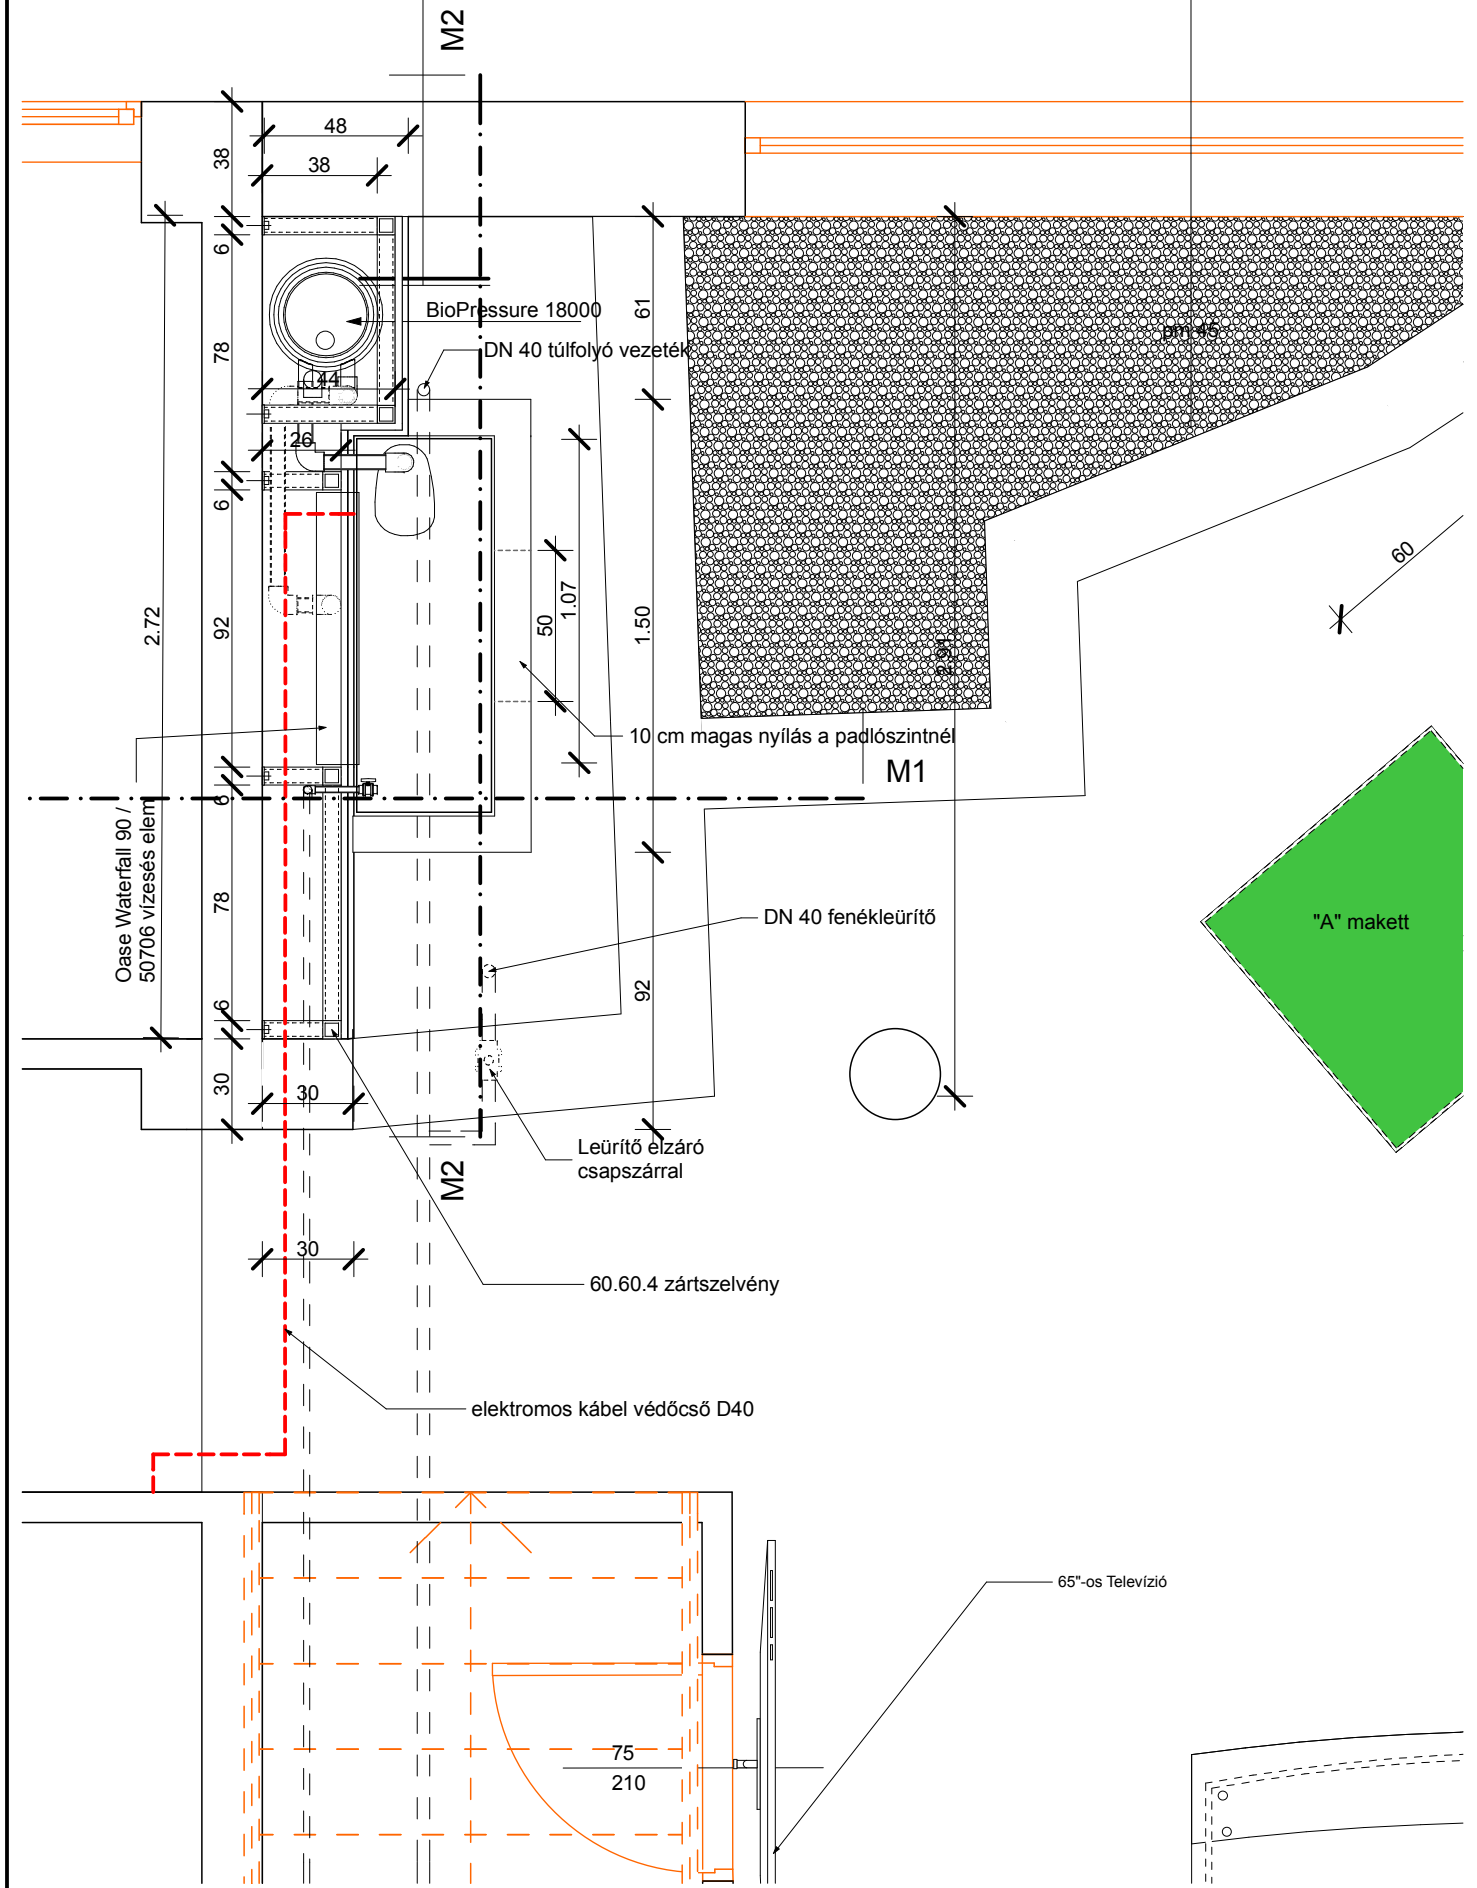 M2
48
38
38
6
78
44
26
6
92
2.72
6
78
6
30
30
30
61
1.50
92
50
1.07
BioPressure 18000
DN 40 túlfolyó vezeték
pm 45
2.91
60
10 cm magas nyílás a padlószintnél
M1
Oase Waterfall 90 /
50706 vízesés elem
"A" makett
DN 40 fenékleürítő
Leürítő elzáró
csapszárral
M2
60.60.4 zártszelvény
elektromos kábel védőcső D40
65"-os Televízió
75
210